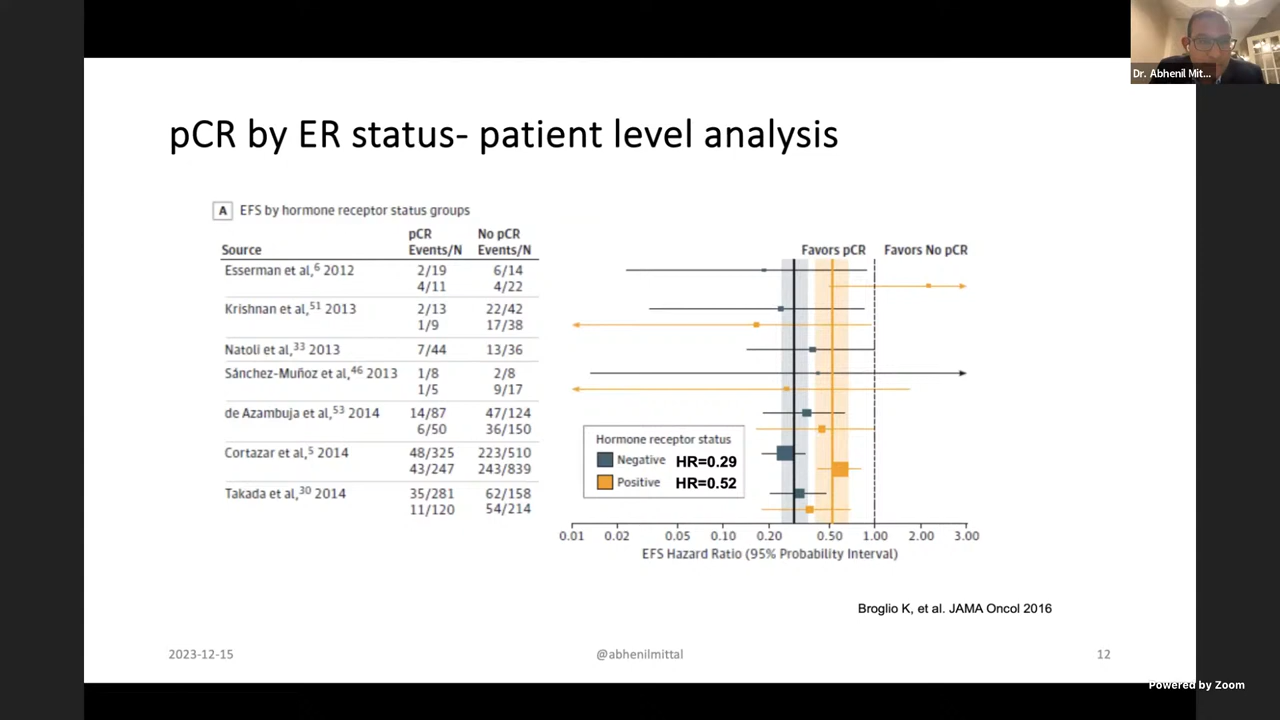 Dr. Abhenil Mit...
pCR by ER status- patient level analysis
A EFS by hormone receptor status groups
pCR No pCR
Source Events/N Events/N Favors pCR Favors No pCR
Esserman et al,6 2012 2/19 6/14
4/11 4/22
Krishnan et al,51 2013 2/13 22/42
1/9 17/38
Natoli et al,33 2013 7/44 13/36
Sánchez-Muñoz et al,46 2013 1/8 2/8
1/5 9/17
de Azambuja et al,53 2014 14/87 47/124
6/50 36/150
Cortazar et al,5 2014 48/325 223/510
43/247 243/839
Takada et al,30 2014 35/281 62/158
11/120 54/214
Hormone receptor status
Negative HR=0.29
Positive HR=0.52
0.01 0.02 0.05 0.10 0.20 0.50 1.00 2.00 3.00
EFS Hazard Ratio (95% Probability Interval)
Broglio K, et al. JAMA Oncol 2016
2023-12-15 @abhenilmittal 12
Powered by Zoom